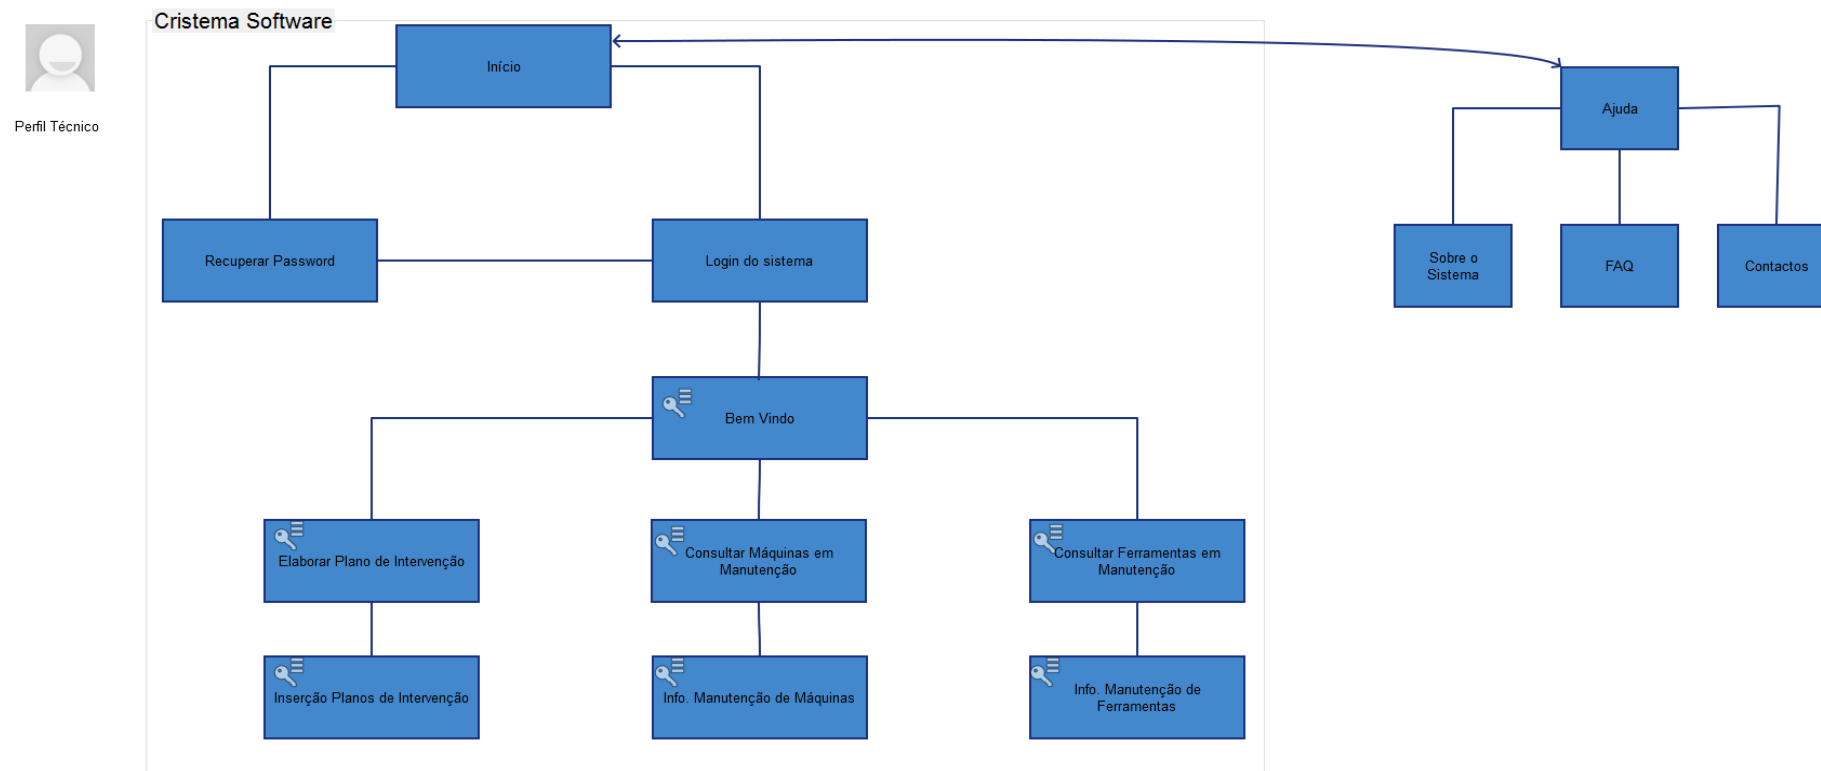 Cristema Software
Perfil Técnico
Início
Ajuda
Recuperar Password
Login do sistema
Sobre o
Sistema
FAQ
Contactos
Bem Vindo
Elaborar Plano de Intervenção
Consultar Máquinas em
Manutenção
Consultar Ferramentas em
Manutenção
Inserção Planos de Intervenção
Info. Manutenção de Máquinas
Info. Manutenção de
Ferramentas